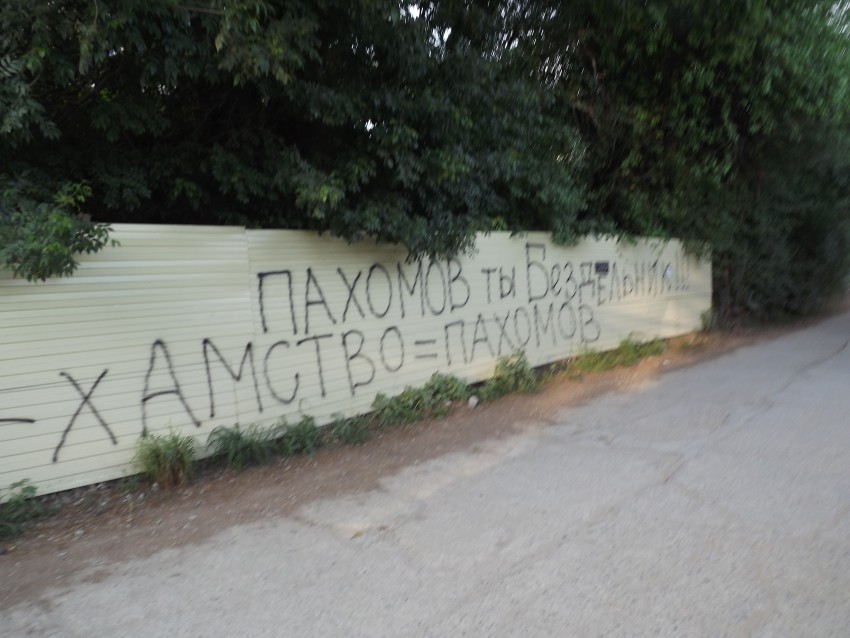 ПАХОМОВ ты БездЕльник!!!
-ХАМСТВО=ПАХОМОВ